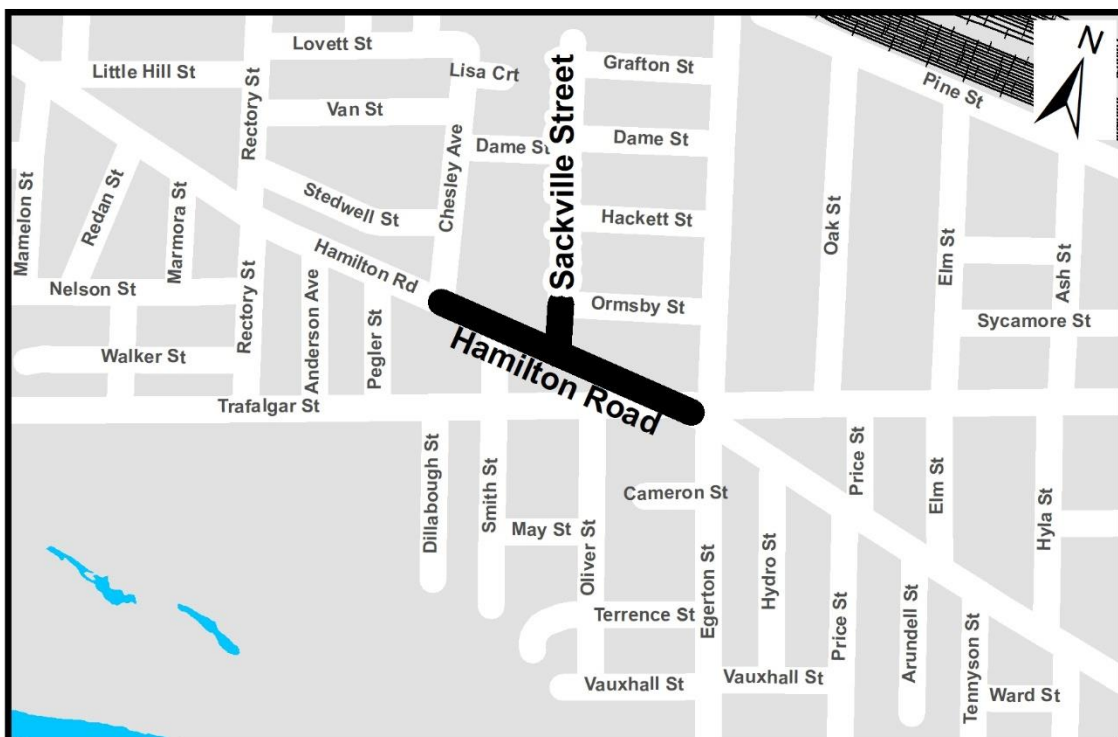 Lovett St
Grafton St
N
Little Hill St
Lisa Crt
Pine St
Van St
Rectory St
Sackville Street
Dame St
Dame St
Chesley Ave
Mamelon St
Redan St
Marmora St
Stedwell St
Hackett St
Oak St
Elm St
Ash St
Hamilton Rd
Nelson St
Rectory St
Anderson Ave
Pegler St
Ormsby St
Sycamore St
Walker St
Hamilton Road
Trafalgar St
Dillabough St
Smith St
Price St
Elm St
Cameron St
Hyla St
May St
Oliver St
Egerton St
Hydro St
Terrence St
Price St
Arundell St
Tennyson St
Vauxhall St
Vauxhall St
Ward St